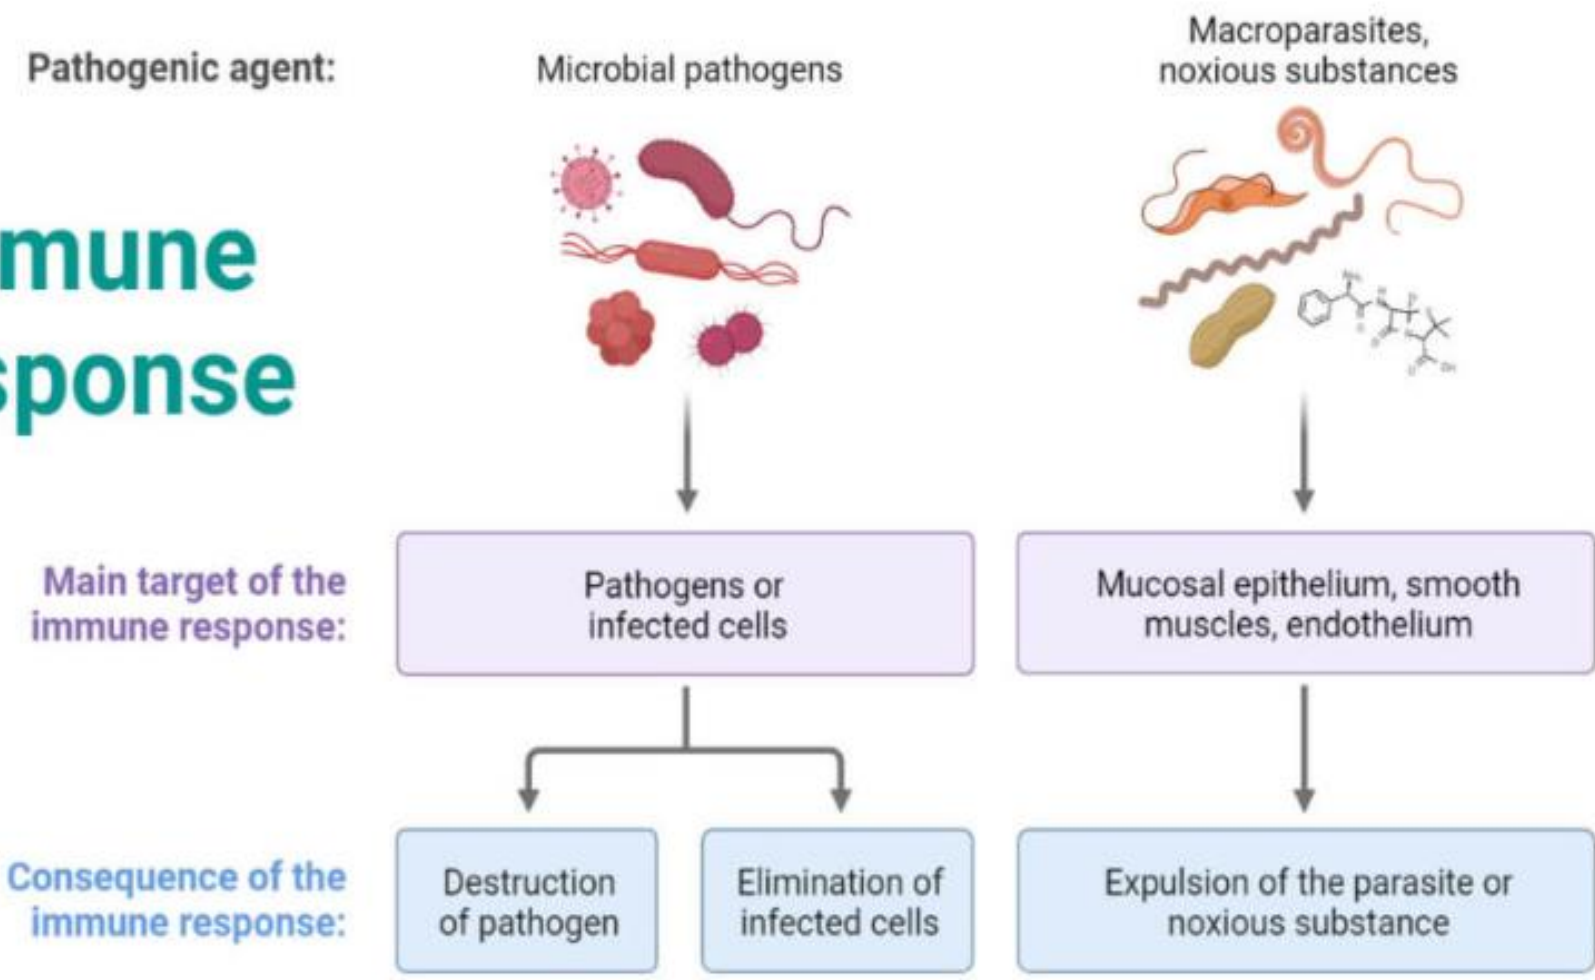 Pathogenic agent:
Microbial pathogens
Macroparasites,
noxious substances
mune
sponse
Main target of the
immune response:
Pathogens or
infected cells
Mucosal epithelium, smooth
muscles, endothelium
Consequence of the
immune response:
Destruction
of pathogen
Elimination of
infected cells
Expulsion of the parasite or
noxious substance